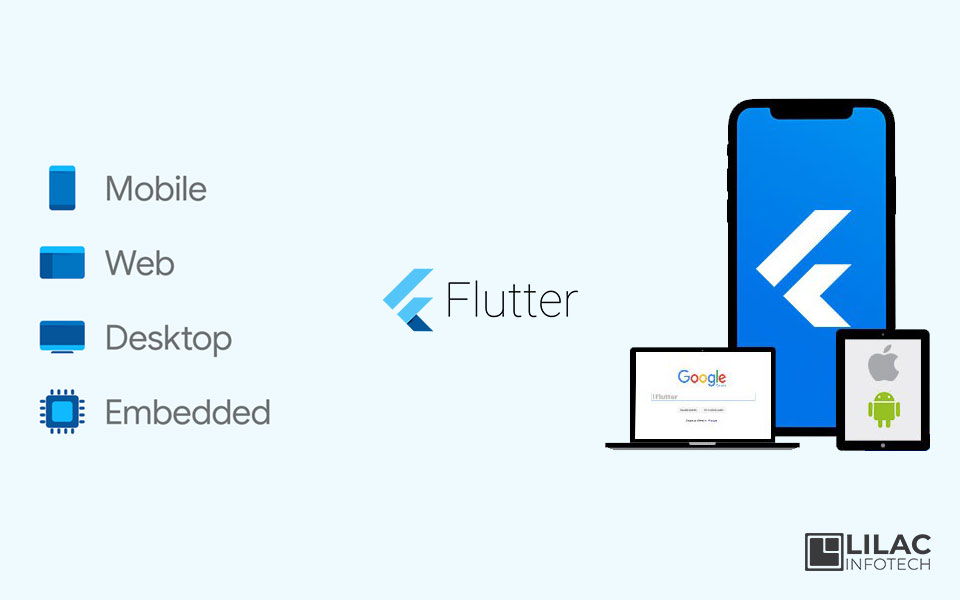 Mobile
Web
Desktop
Embedded
Flutter
Google
Flutter
LILAC
INFOTECH